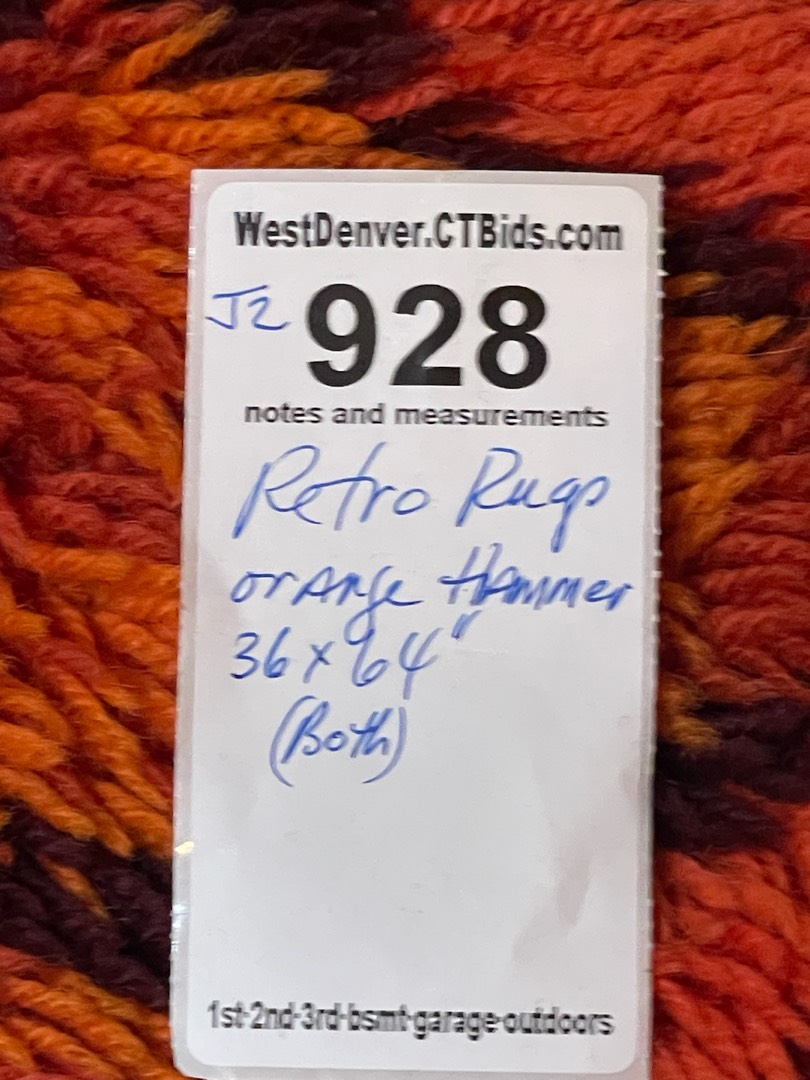 WestDenver.CTBids.com
J2 928
notes and measurements
Retro Rugs
orange Hammer
36 x 64"
(Both)
1st-2nd-3rd-bsmt-garage-outdoors